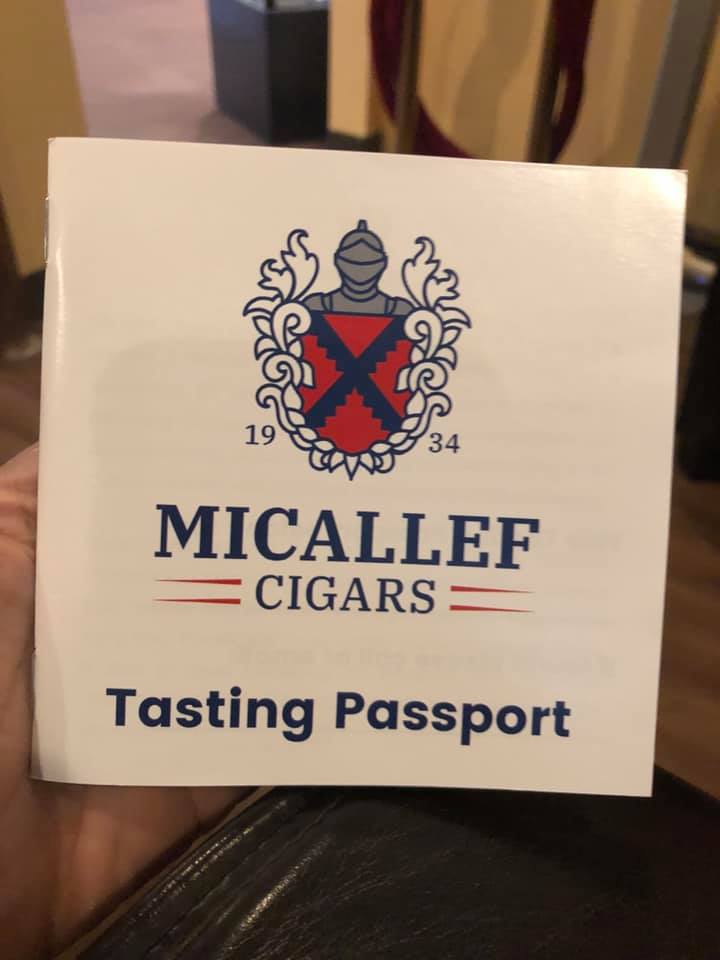 19 34
MICALLEF
CIGARS
Tasting Passport